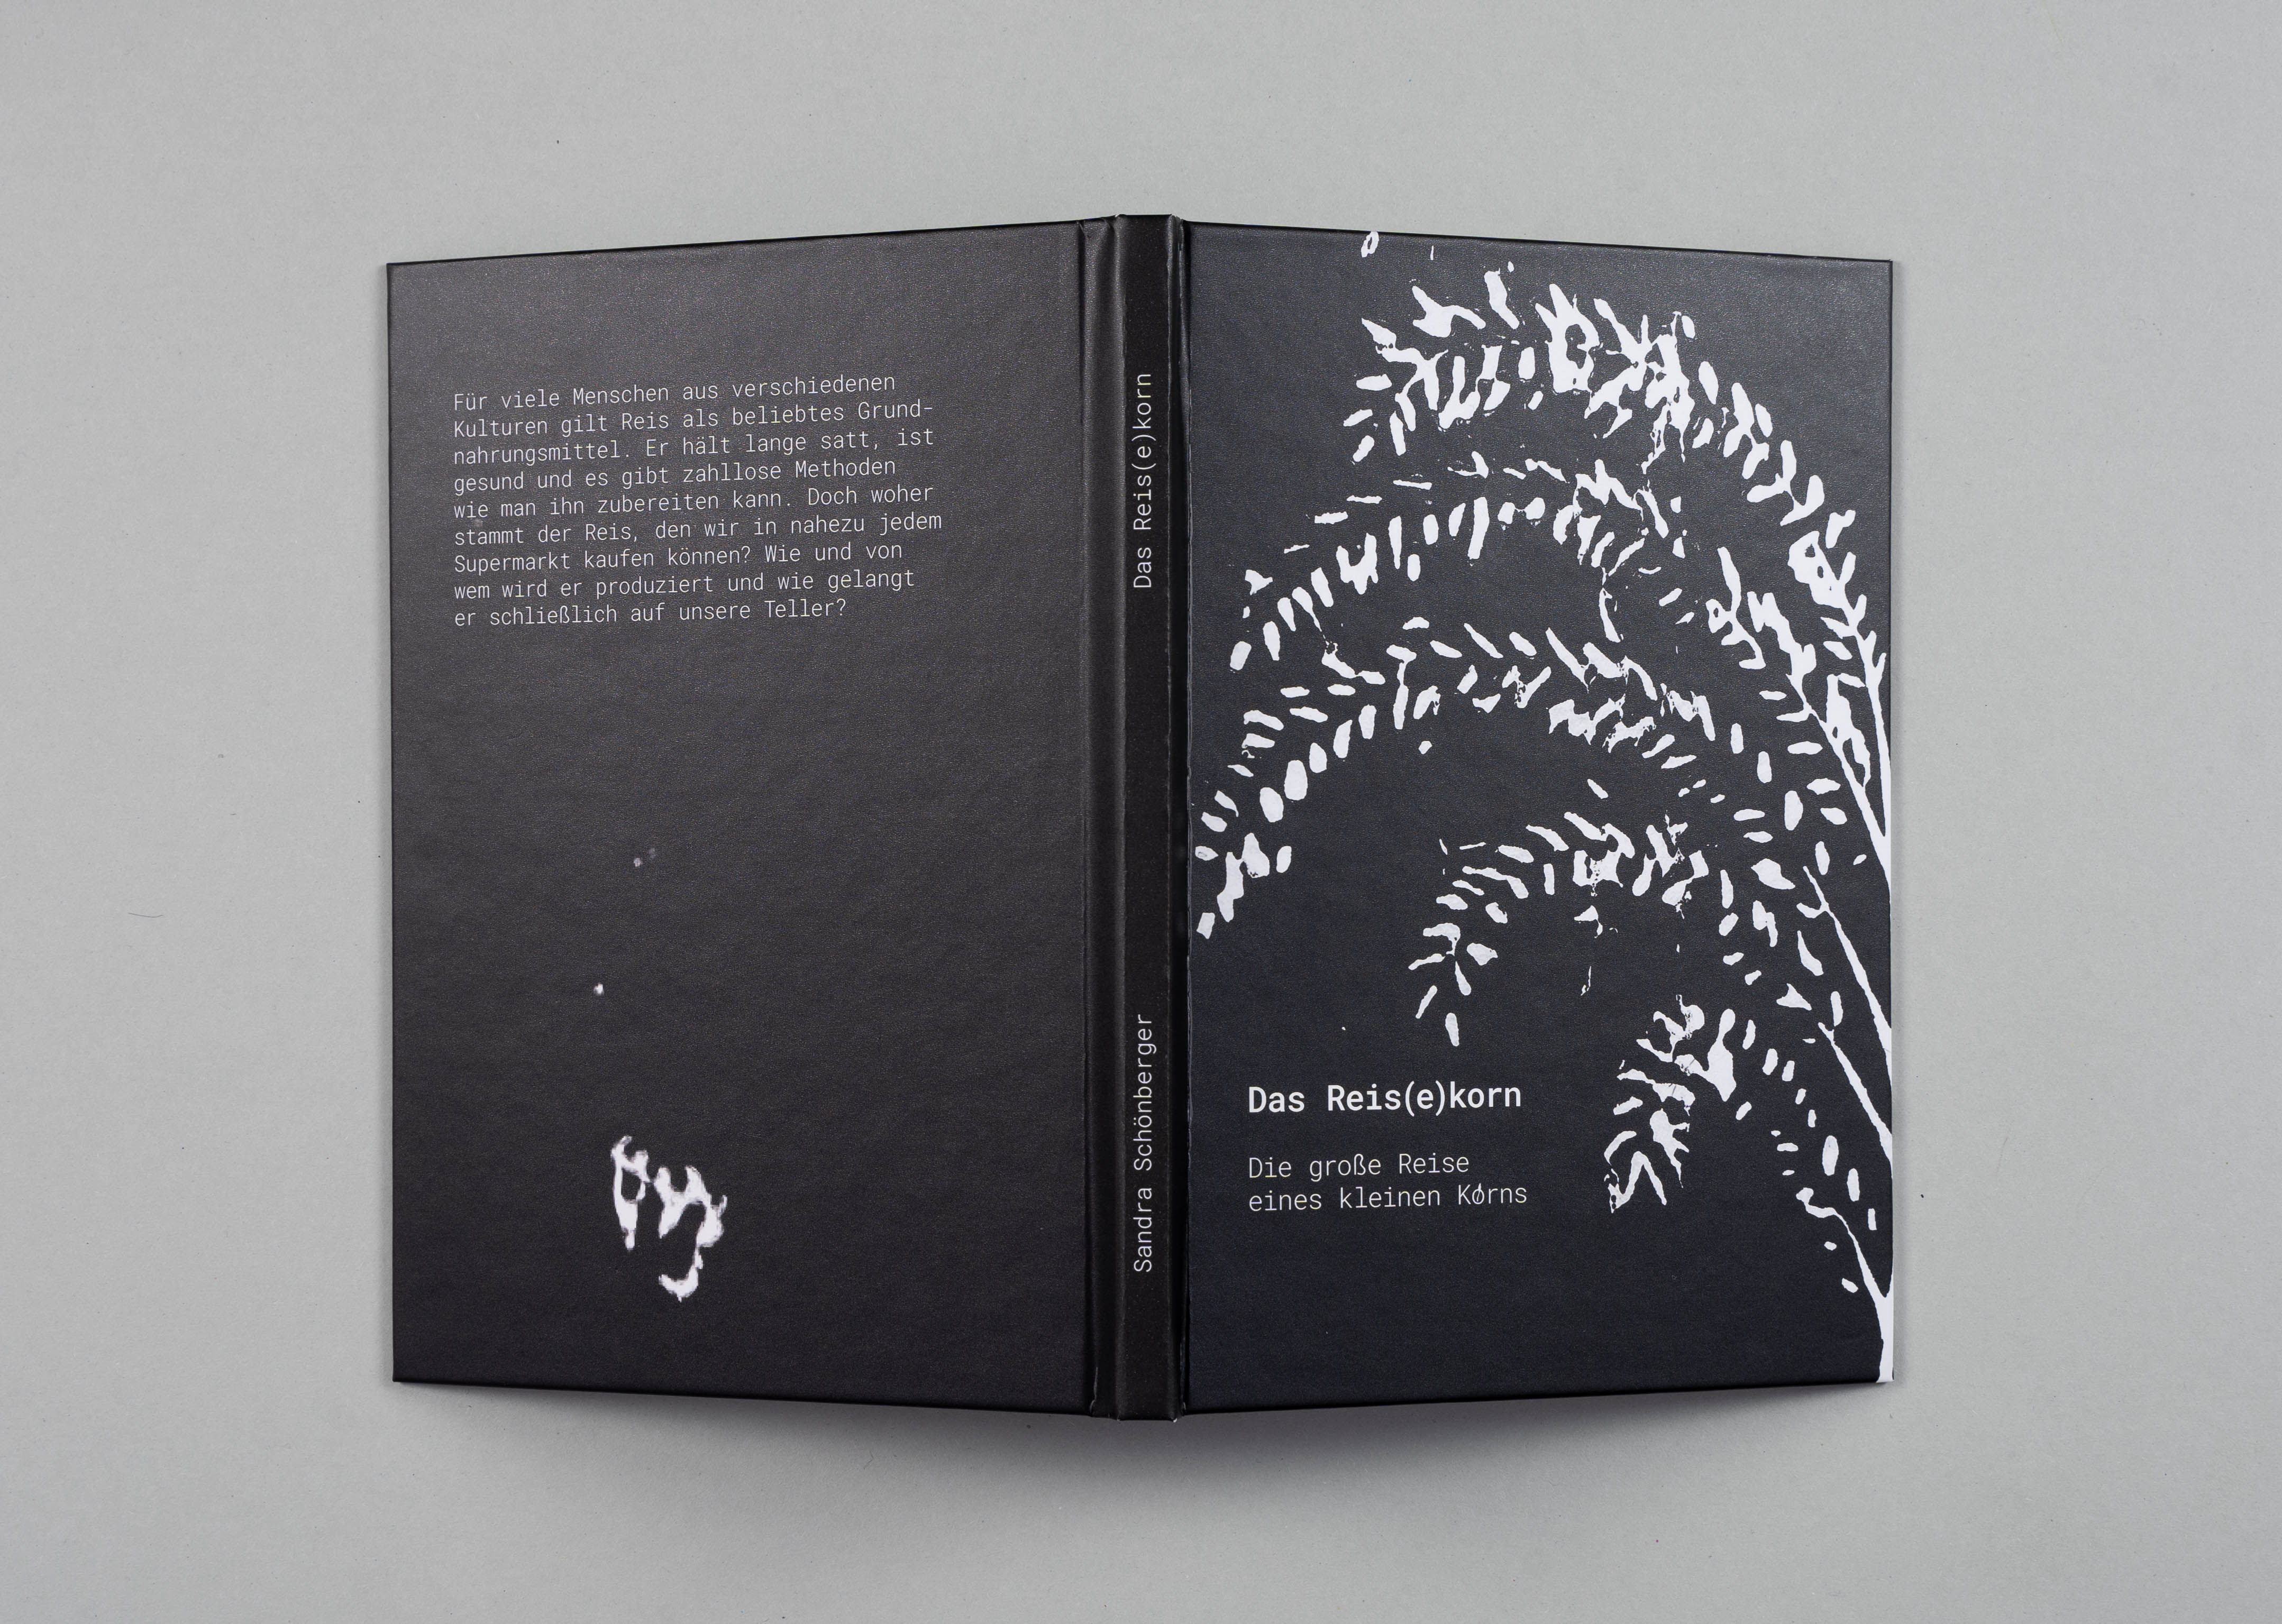 Für viele Menschen aus verschiedenen
Kulturen gilt Reis als beliebtes Grund-
nahrungsmittel. Er hält lange satt, ist
gesund und es gibt zahllose Methoden
wie man ihn zubereiten kann. Doch woher
stammt der Reis, den wir in nahezu jedem
Supermarkt kaufen können? Wie und von
wem wird er produziert und wie gelangt
er schließlich auf unsere Teller?
Das Reis(e)korn
Sandra Schönberger
Das Reis(e)korn
Die große Reise
eines kleinen Kørns